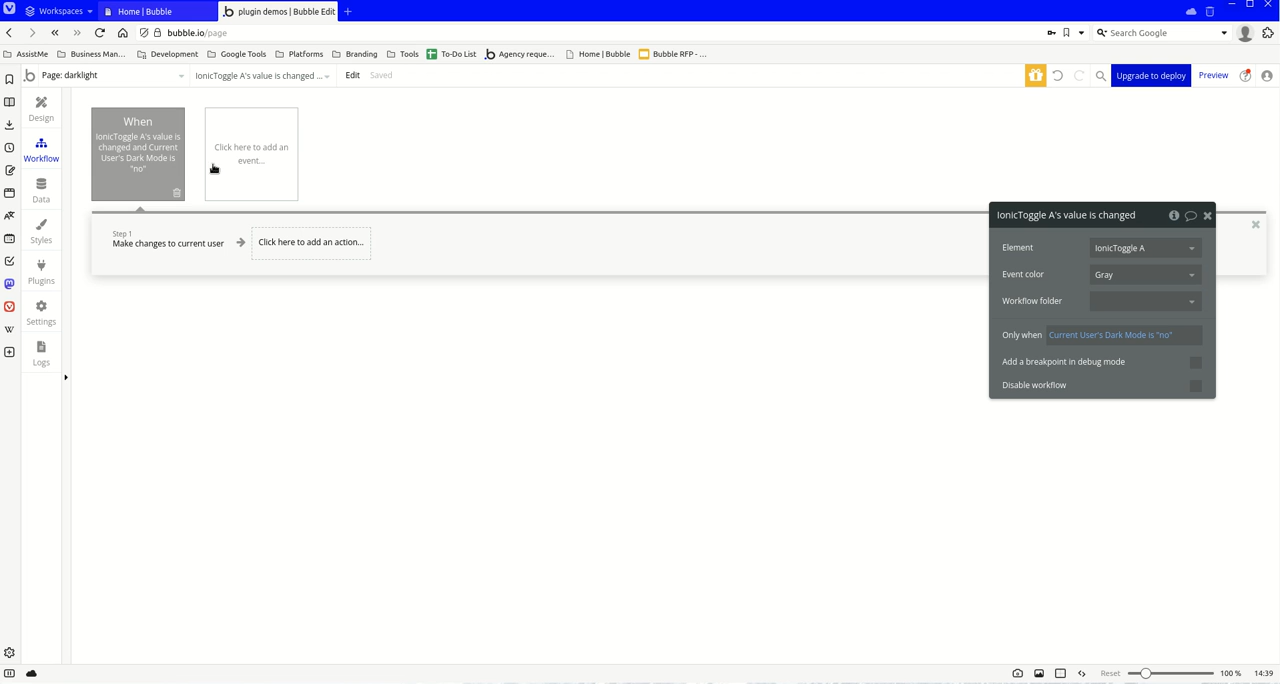 Workspaces
Home | Bubble
plugin demos | Bubble Edit
bubble.io/page
Search Google
AssistMe
Business Man...
Development
Google Tools
Platforms
Branding
Tools
To-Do List
Agency reque...
Home | Bubble
Bubble RFP - ...
Page: darklight
IonicToggle A's value is changed ...
Edit
Saved
Upgrade to deploy
Preview
Design
Workflow
Data
Styles
Plugins
Settings
Logs
When
IonicToggle A's value is
changed and Current
User's Dark Mode is
"no"
Click here to add an
event...
Step 1
Make changes to current user
Click here to add an action...
IonicToggle A's value is changed
Element
IonicToggle A
Event color
Gray
Workflow folder
Only when
Current User's Dark Mode is "no"
Add a breakpoint in debug mode
Disable workflow
Reset
100 %
14:39